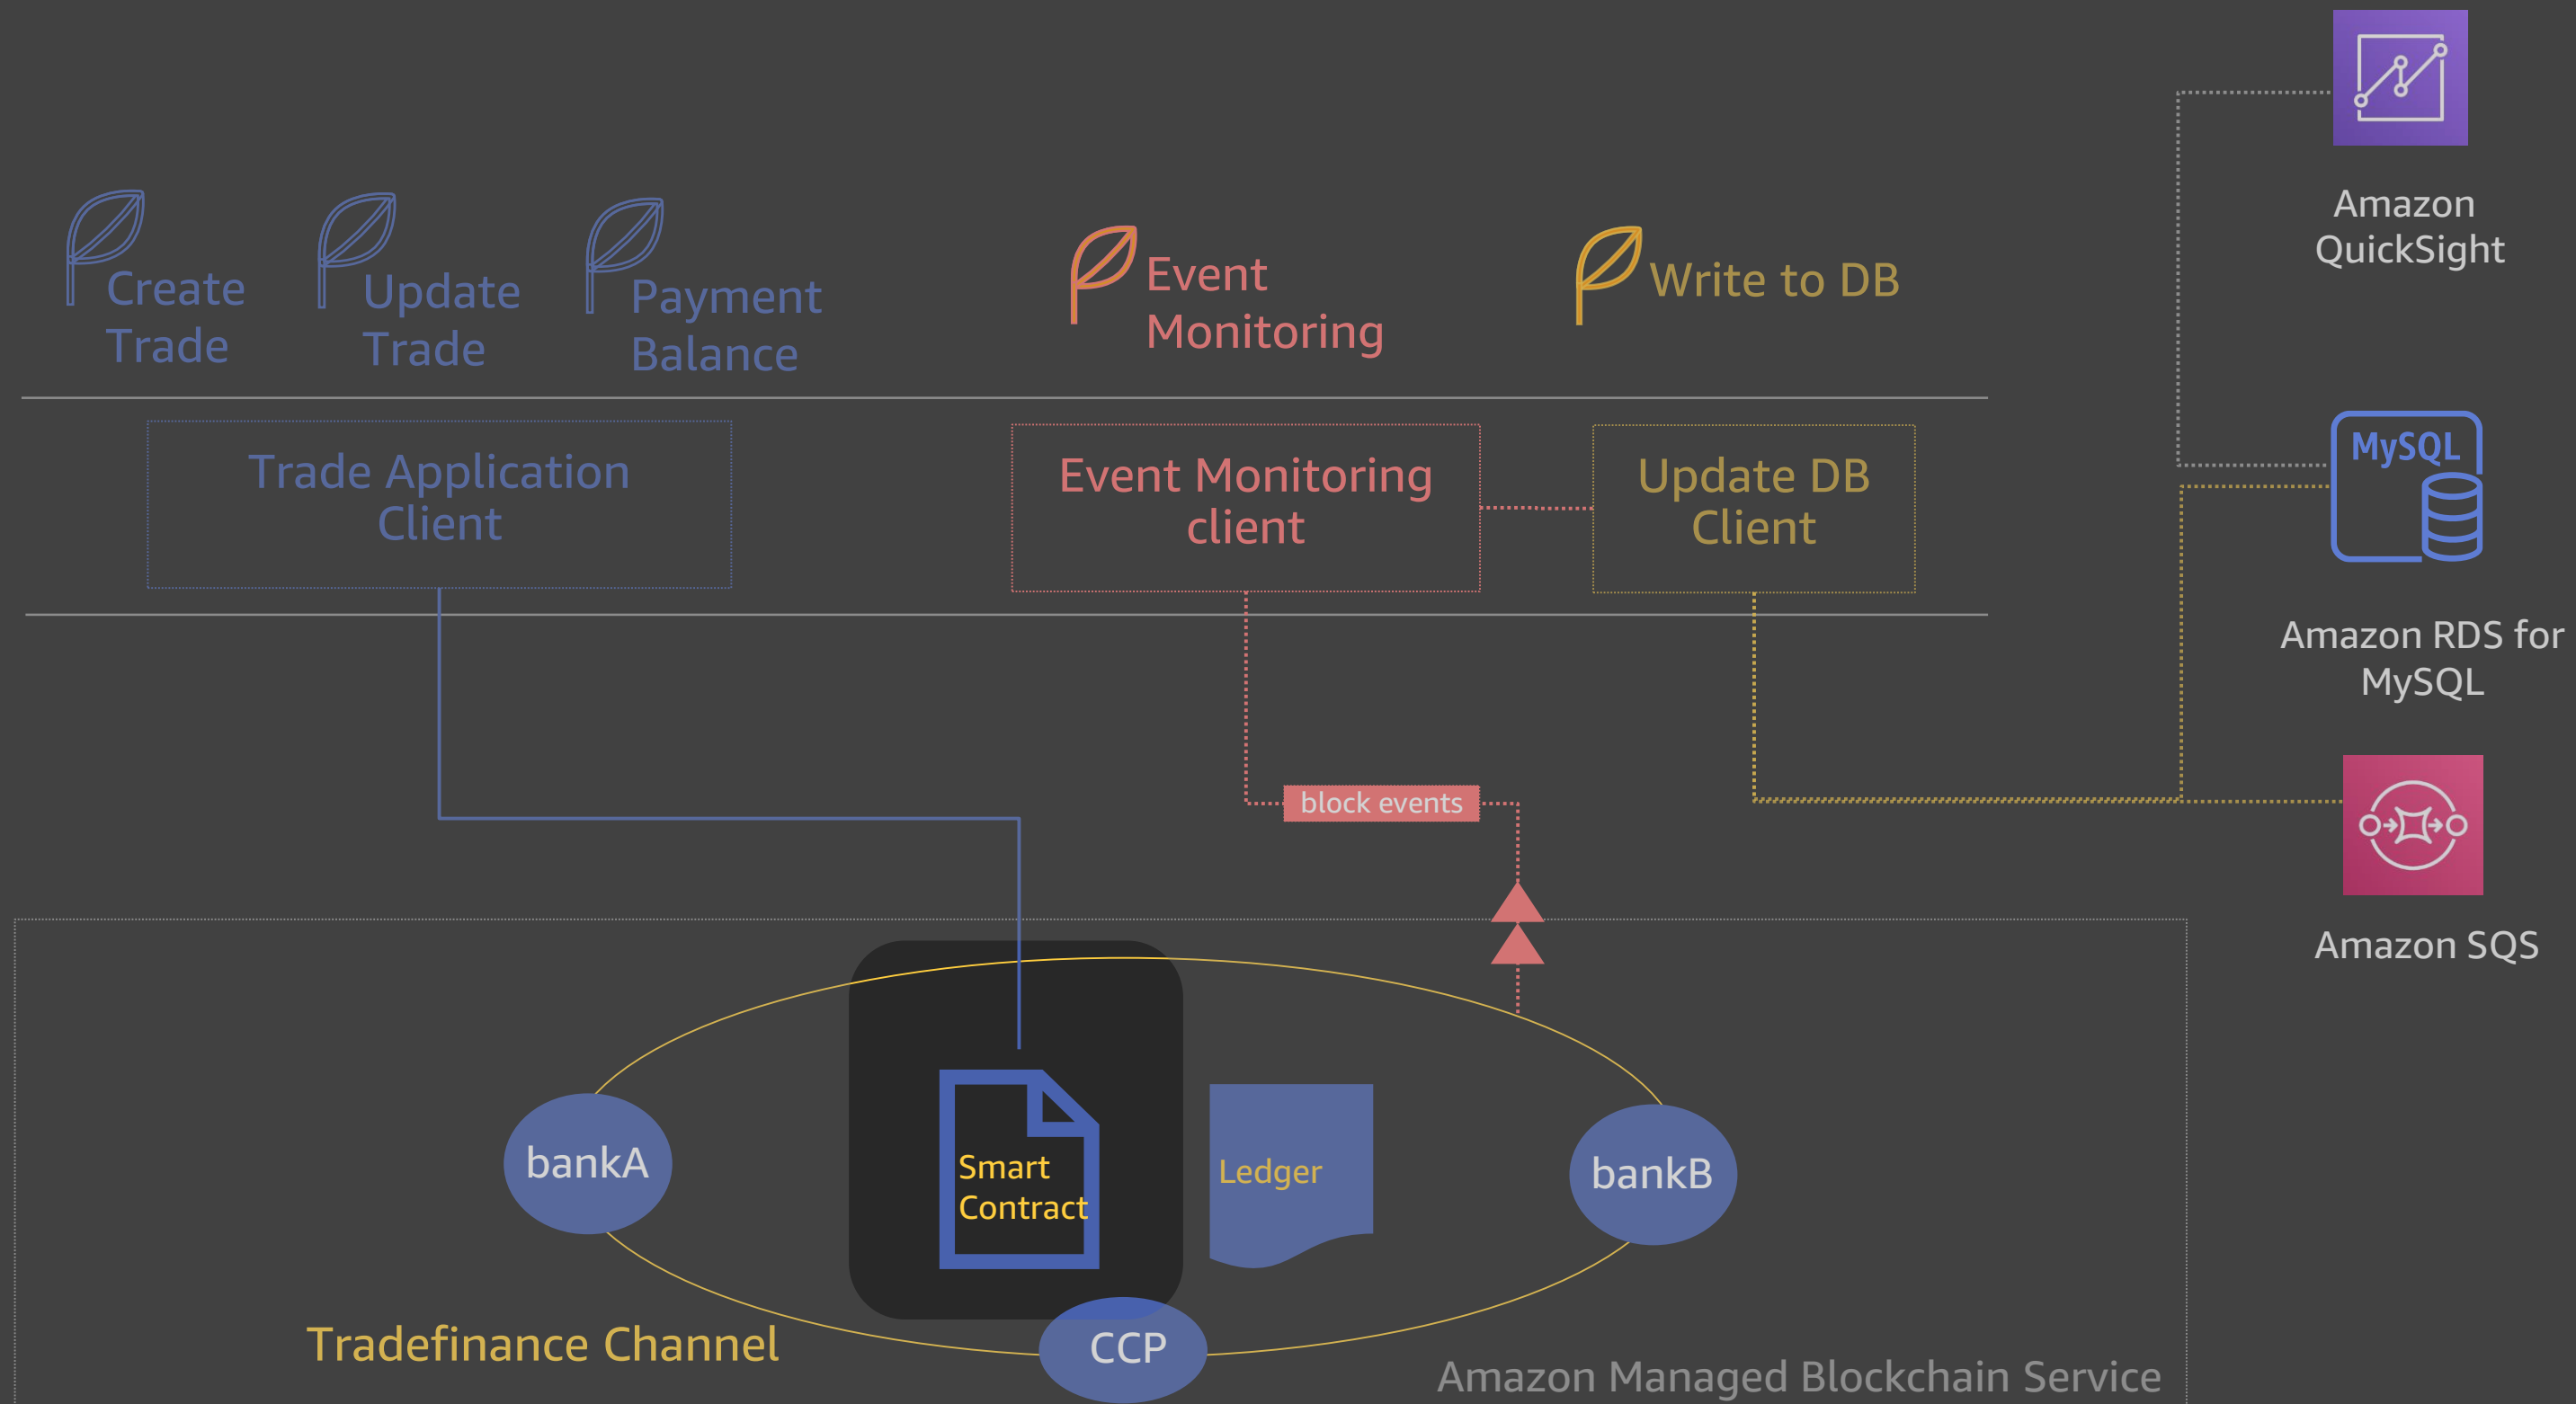 Amazon
QuickSight
Create
Trade
Update
Trade
Payment
Balance
Event
Monitoring
Write to DB
Trade Application
Client
Event Monitoring
client
Update DB
Client
MySQL
Amazon RDS for
MySQL
block events
Amazon SQS
bankA
Smart
Contract
Ledger
bankB
Tradefinance Channel
CCP
Amazon Managed Blockchain Service